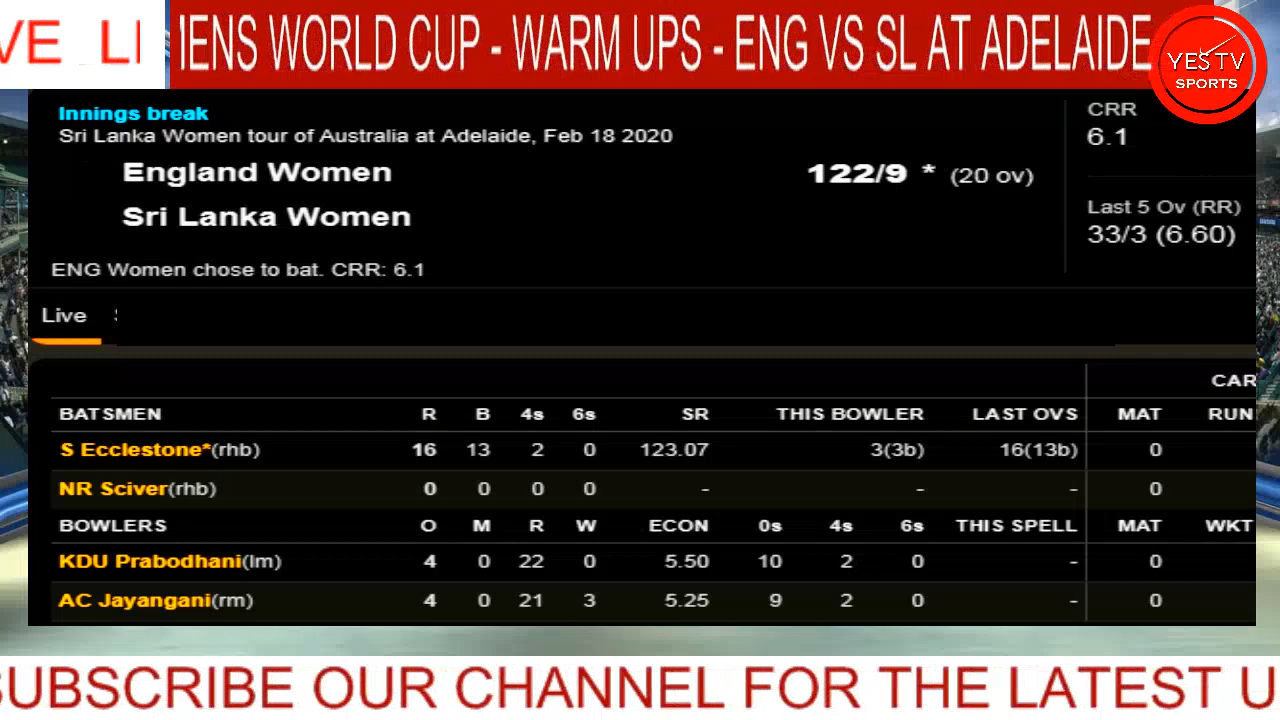 VE LI
MENS WORLD CUP - WARM UPS - ENG VS SL AT ADELAIDE
YES TV
SPORTS
Innings break
Sri Lanka Women tour of Australia at Adelaide, Feb 18 2020
England Women 122/9 * (20 ov)
Sri Lanka Women
ENG Women chose to bat. CRR: 6.1
CRR
6.1
Last 5 Ov (RR)
33/3 (6.60)
Live
CAR
BATSMEN R B 4s 6s SR THIS BOWLER LAST OVS MAT RUN
S Ecclestone*(rhb) 16 13 2 0 123.07 3(3b) 16(13b) 0
NR Sciver(rhb) 0 0 0 0 - - - 0
BOWLERS O M R W ECON 0s 4s 6s THIS SPELL MAT WKT
KDU Prabodhani(lm) 4 0 22 0 5.50 10 2 0 - 0
AC Jayangani(rm) 4 0 21 3 5.25 9 2 0 - 0
SUBSCRIBE OUR CHANNEL FOR THE LATEST U